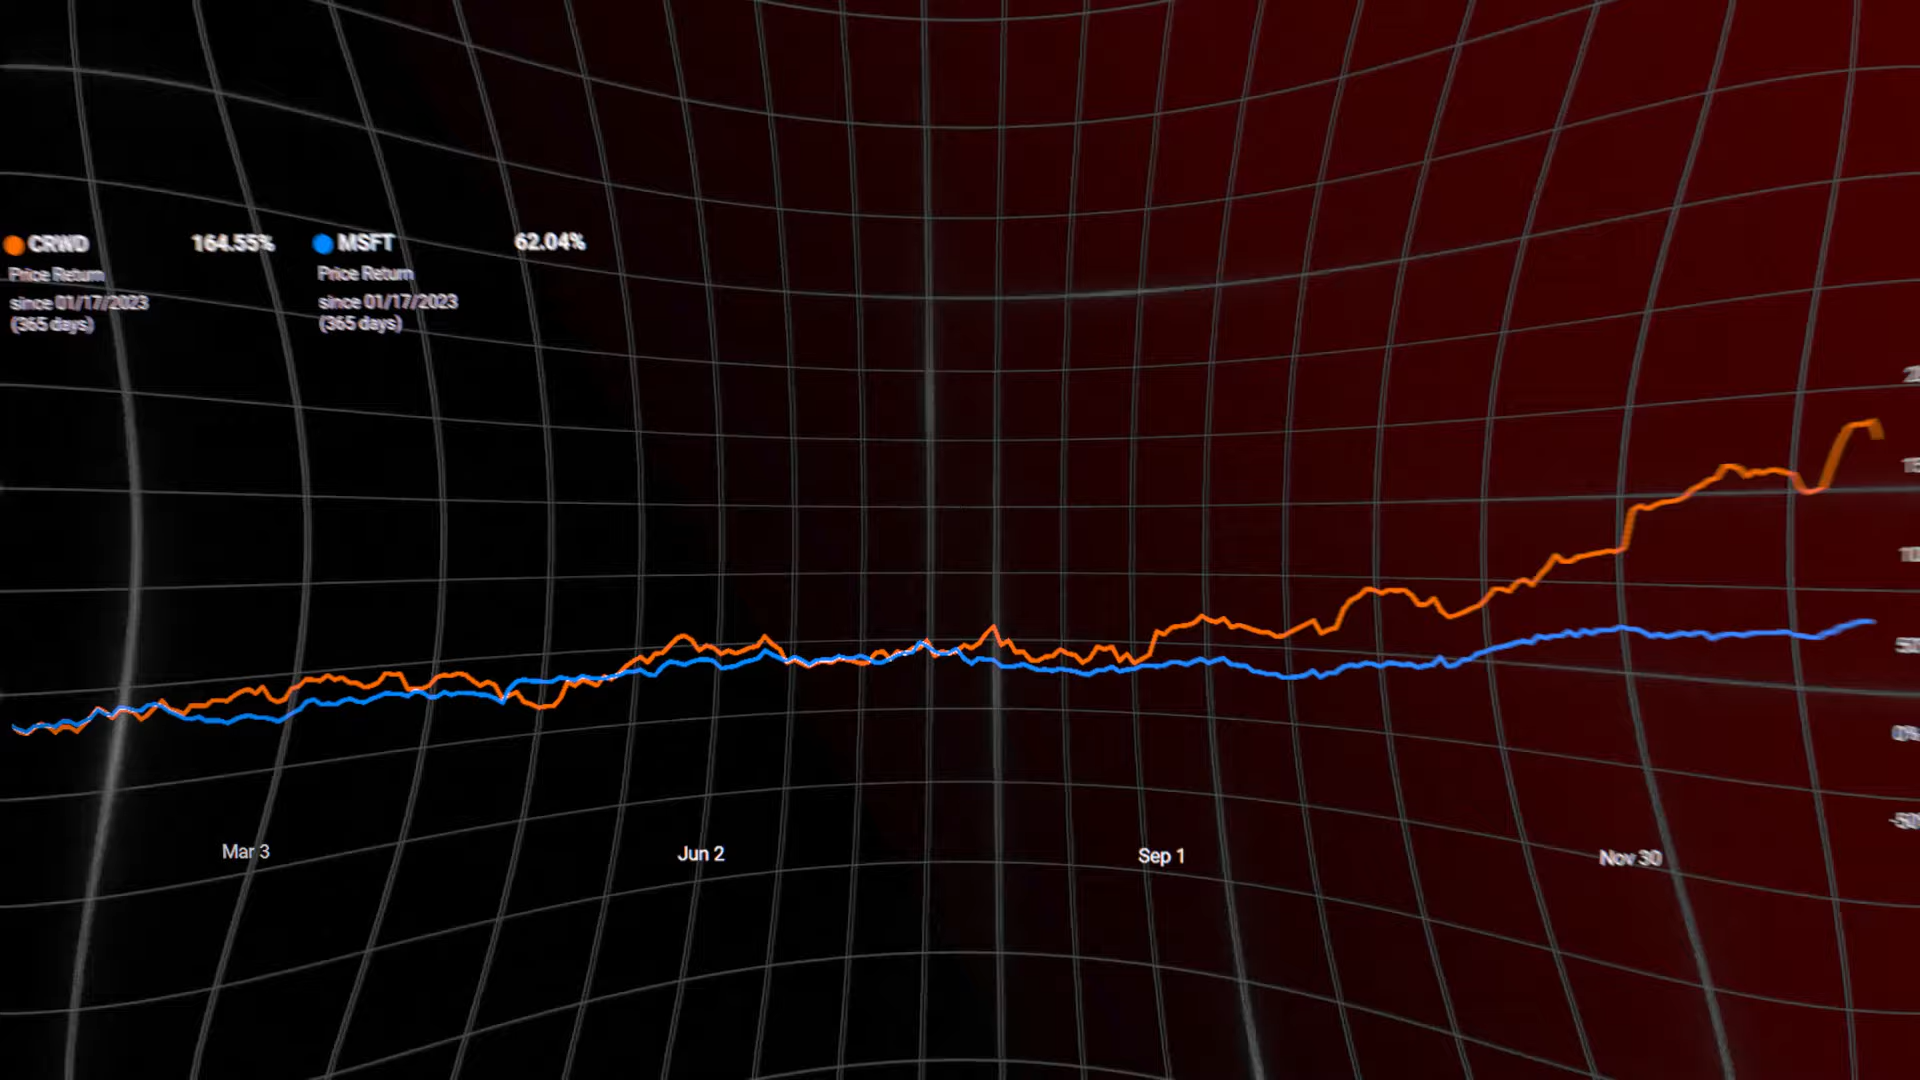 CRWD 164.55%
Price Return
since 01/17/2023
(365 days)
MSFT 62.04%
Price Return
since 01/17/2023
(365 days)
0%
Mar 3
Jun 2
Sep 1
Nov 30